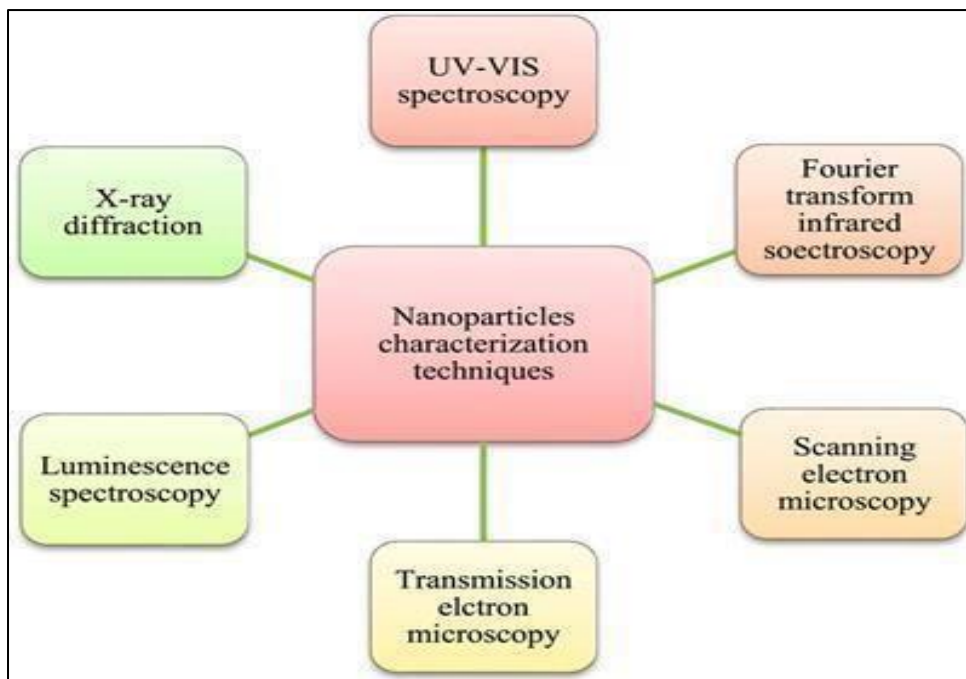 UV-VIS
spectroscopy
Fourier
transform
infrared
soectroscopy
X-ray
diffraction
Nanoparticles
characterization
techniques
Scanning
electron
microscopy
Luminescence
spectroscopy
Transmission
elctron
microscopy